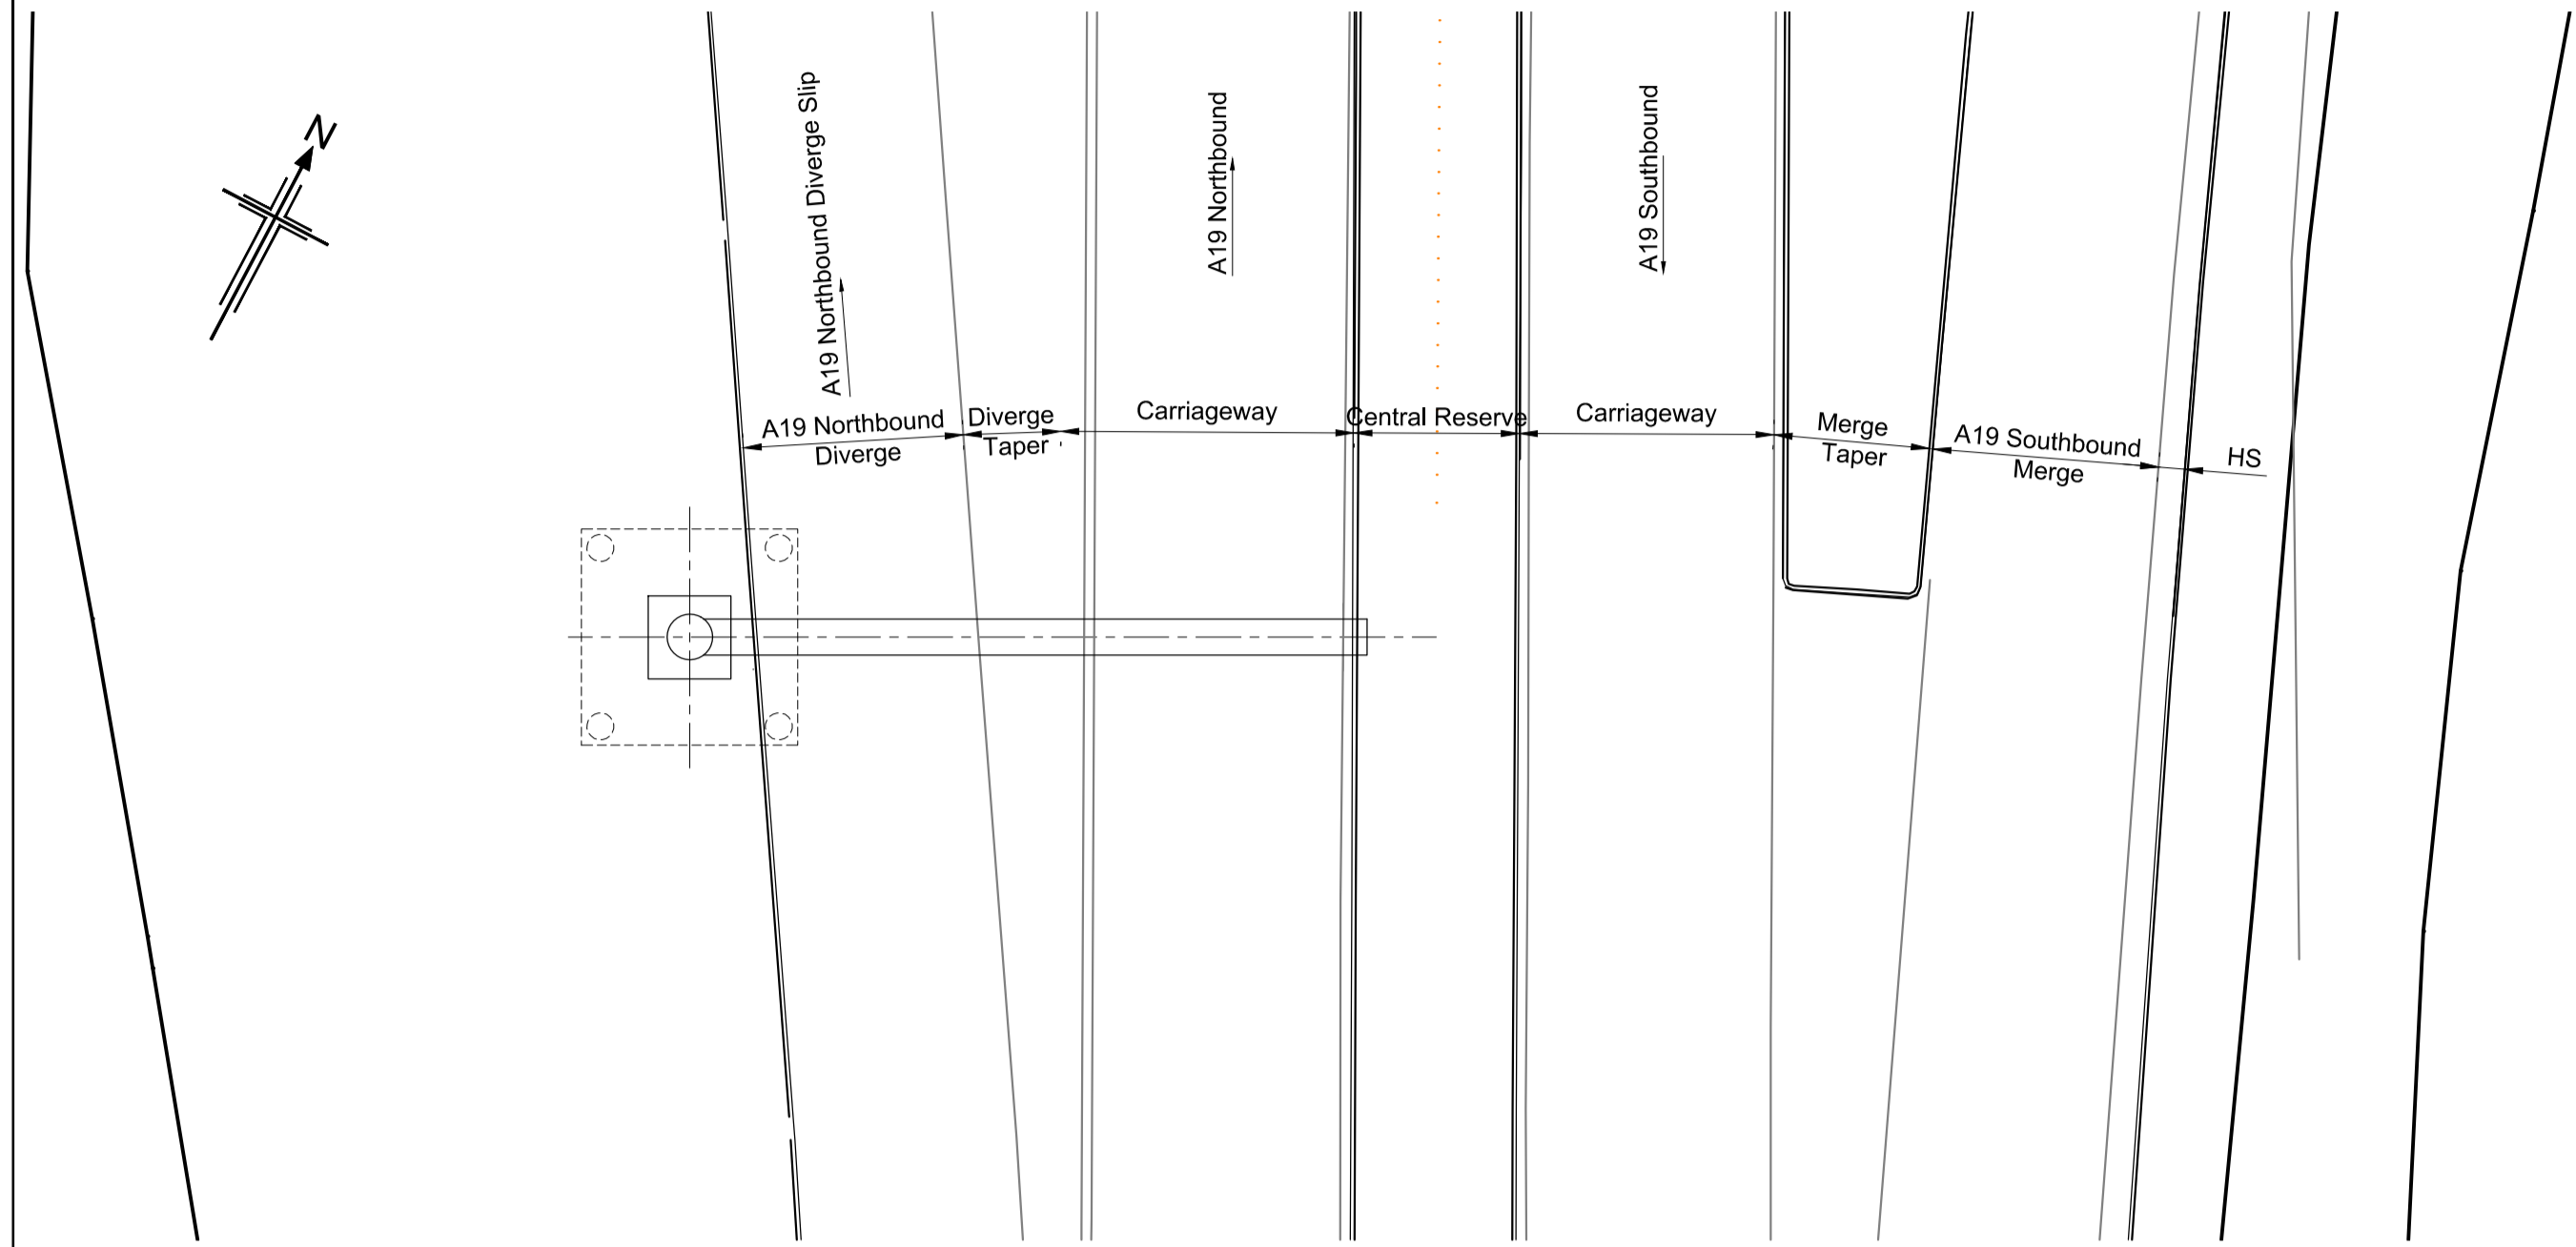 N
A19 Northbound Diverge Slip
A19 Northbound
A19 Southbound
A19 Northbound
Diverge
Diverge
Taper
Carriageway
Central Reserve
Carriageway
Merge
Taper
A19 Southbound
Merge
HS